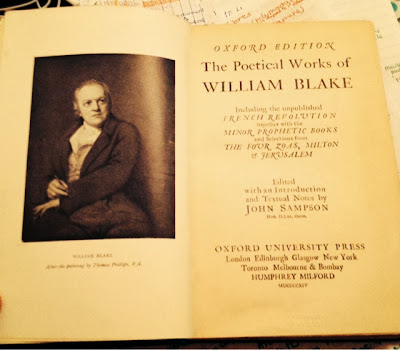 WILLIAM BLAKE
After the painting by Thomas Phillips, R.A.
OXFORD EDITION
The Poetical Works of
WILLIAM BLAKE
Including the unpublished
FRENCH REVOLUTION
together with the
MINOR PROPHETIC BOOKS
and Selections from
THE FOUR ZOAS, MILTON
& JERUSALEM
Edited
with an Introduction
and Textual Notes by
JOHN SAMPSON
HON. D.LITT. OXON.
OXFORD UNIVERSITY PRESS
London Edinburgh Glasgow New York
Toronto Melbourne & Bombay
HUMPHREY MILFORD